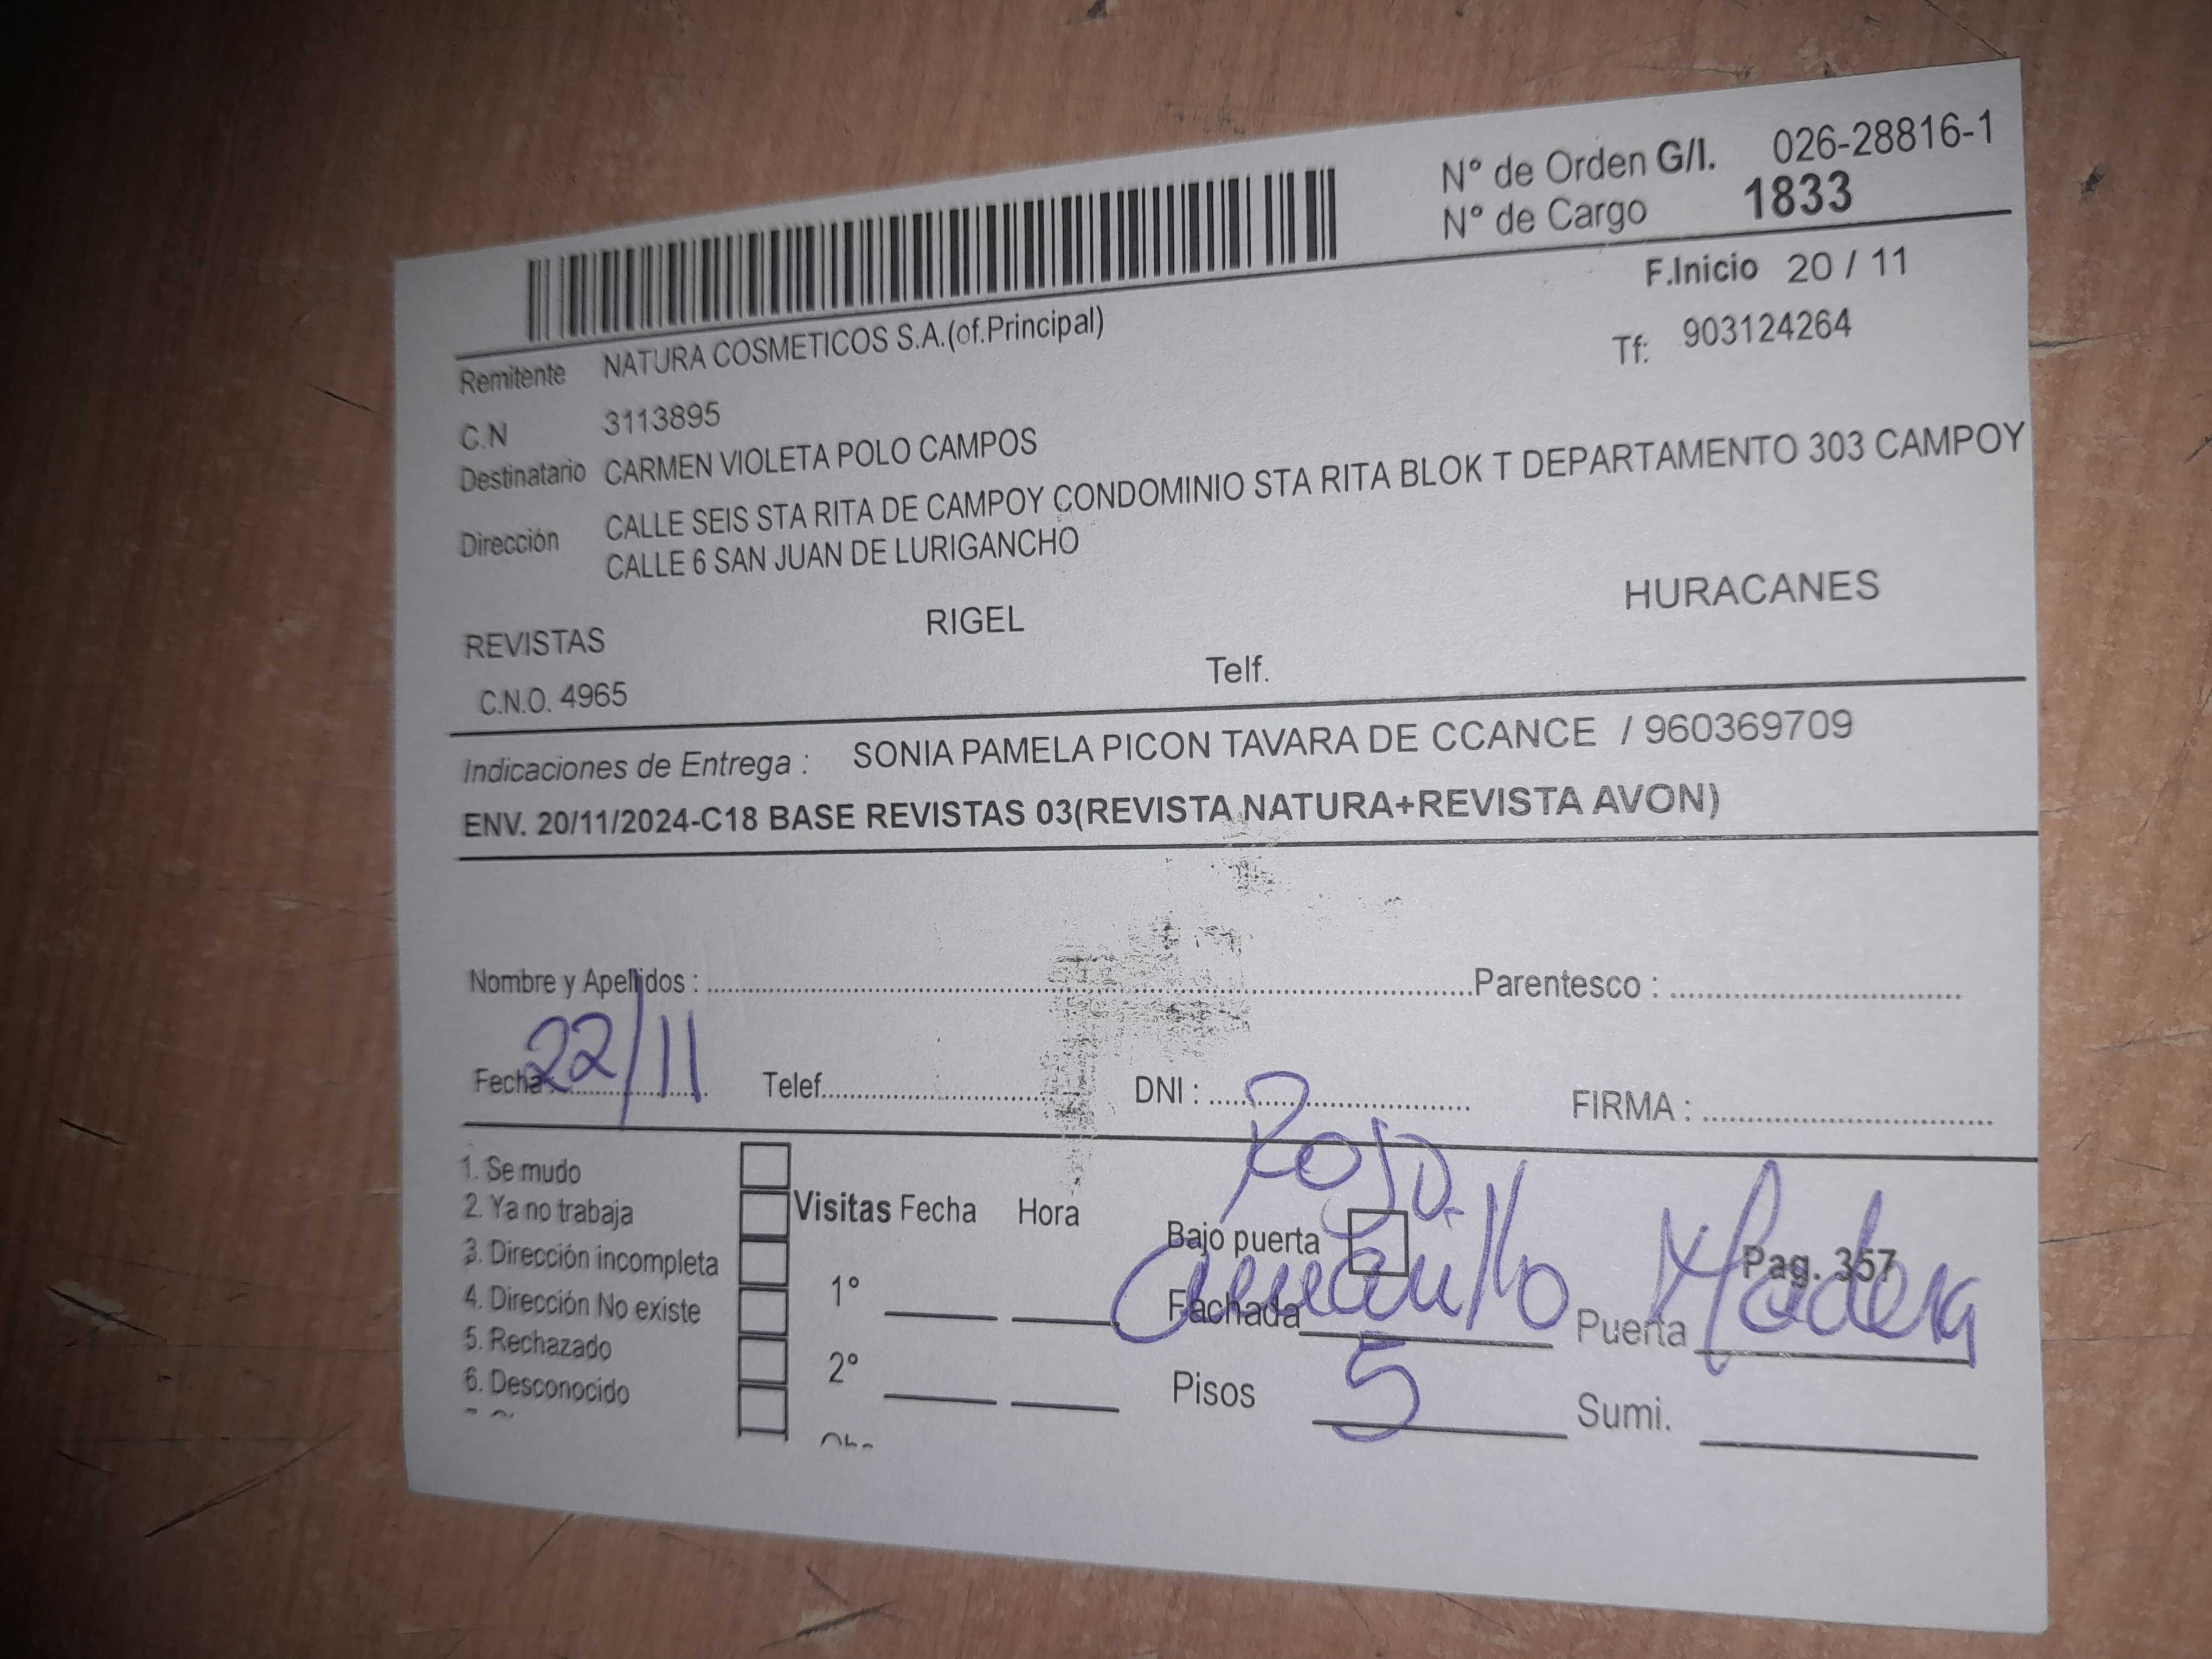 N° de Orden G/I. 026-28816-1
N° de Cargo 1833
F.Inicio 20 / 11
Remitente NATURA COSMETICOS S.A.(of.Principal)
Tf: 903124264
C.N 3113895
Destinatario CARMEN VIOLETA POLO CAMPOS
Dirección CALLE SEIS STA RITA DE CAMPOY CONDOMINIO STA RITA BLOK T DEPARTAMENTO 303 CAMPOY
CALLE 6 SAN JUAN DE LURIGANCHO
REVISTAS RIGEL HURACANES
C.N.O. 4965 Telf.
Indicaciones de Entrega : SONIA PAMELA PICON TAVARA DE CCANCE / 960369709
ENV. 20/11/2024-C18 BASE REVISTAS 03(REVISTA NATURA+REVISTA AVON)
Nombre y Apellidos : Parentesco :
Fecha : 22/11 Telef. DNI : FIRMA :
1. Se mudo
2. Ya no trabaja
3. Dirección incompleta
4. Dirección No existe
5. Rechazado
6. Desconocido
Visitas Fecha Hora
1°
2°
Bajo puerta
Fachada Amarillo
Pisos 5
Pag. 357
Puerta Madera
Sumi.